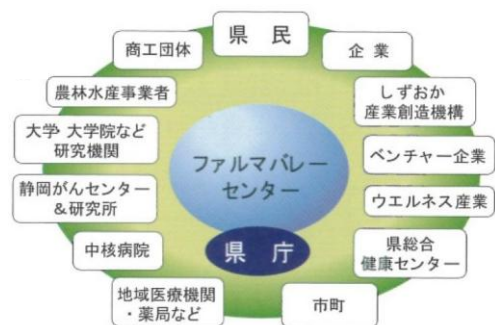 県民
商工団体
企業
農林水産事業者
しずおか
産業創造機構
大学・大学院など
研究機関
ベンチャー企業
ファルマバレー
センター
静岡がんセンター
&研究所
ウエルネス産業
県庁
中核病院
県総合
健康センター
地域医療機関
・薬局など
市町